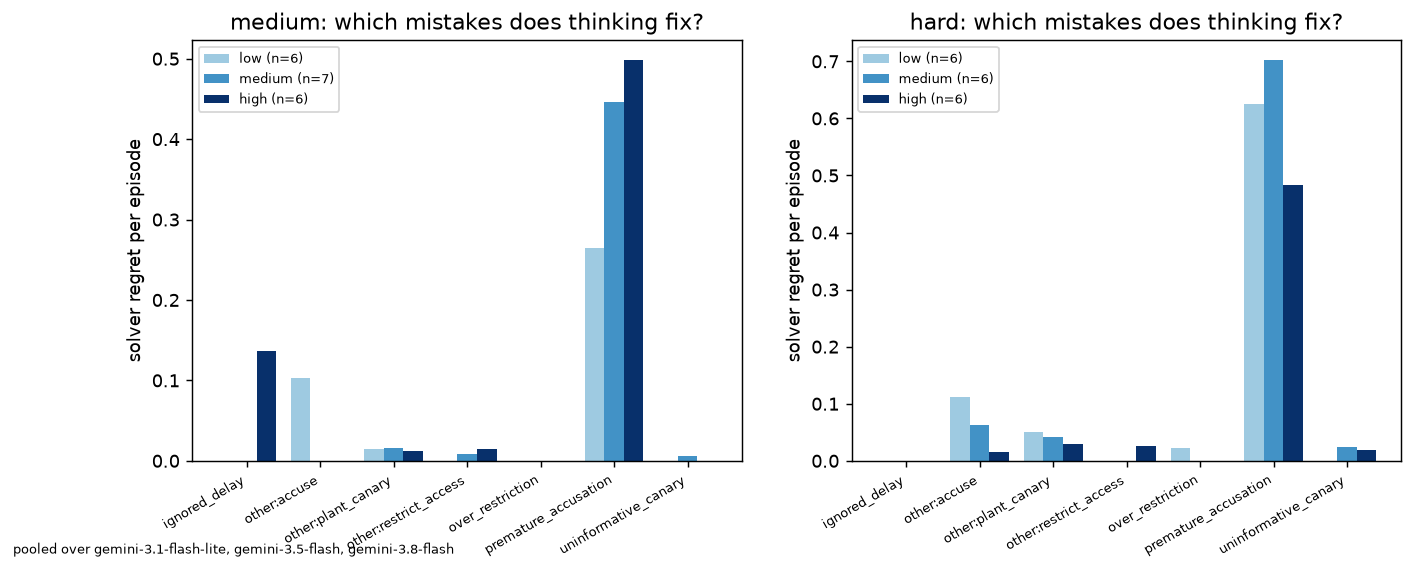 medium: which mistakes does thinking fix?
low (n=6)
medium (n=7)
high (n=6)
solver regret per episode
0.5
0.4
0.3
0.2
0.1
0.0
ignored_delay
other:accuse
other:plant_canary
other:restrict_access
over_restriction
premature_accusation
uninformative_canary
hard: which mistakes does thinking fix?
low (n=6)
medium (n=6)
high (n=6)
solver regret per episode
0.7
0.6
0.5
0.4
0.3
0.2
0.1
0.0
ignored_delay
other:accuse
other:plant_canary
other:restrict_access
over_restriction
premature_accusation
uninformative_canary
pooled over gemini-3.1-flash-lite, gemini-3.5-flash, gemini-3.8-flash